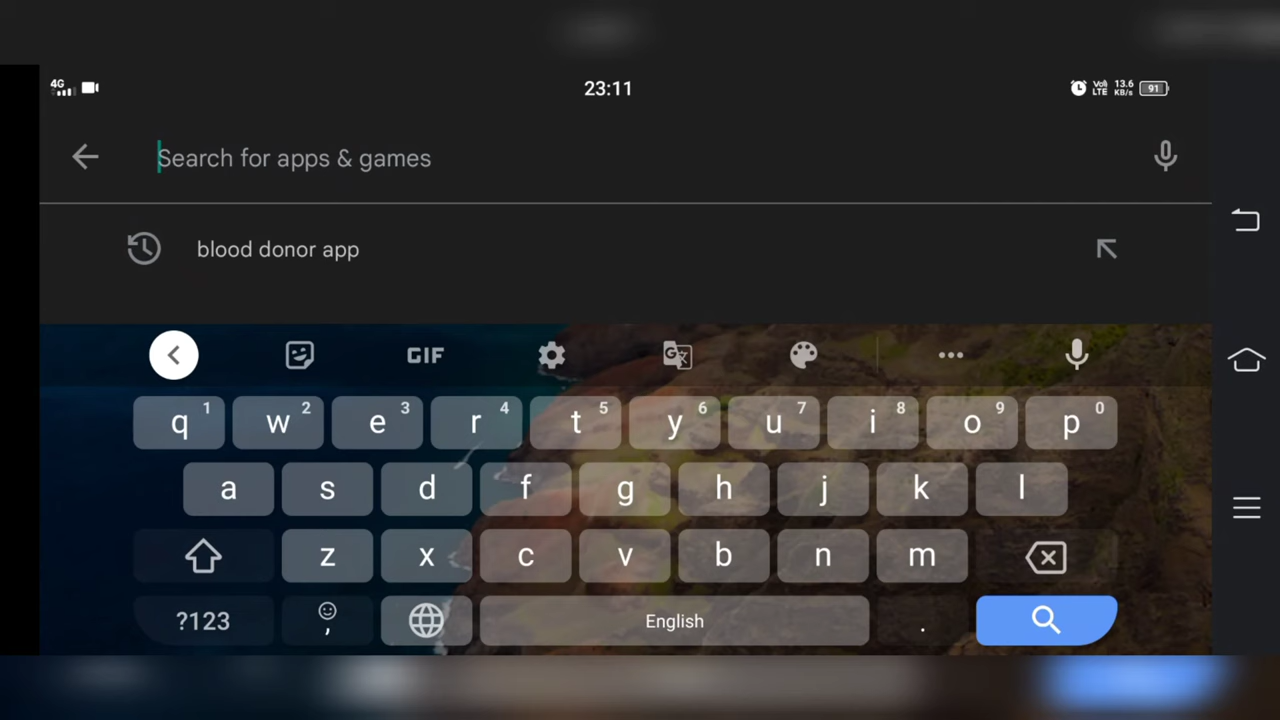 4G 23:11 Vo) LTE 13.6 KB/s 91
Search for apps & games
blood donor app
GIF
q 1 w 2 e 3 r 4 t 5 y 6 u 7 i 8 o 9 p 0
a s d f g h j k l
z x c v b n m
?123 , English .